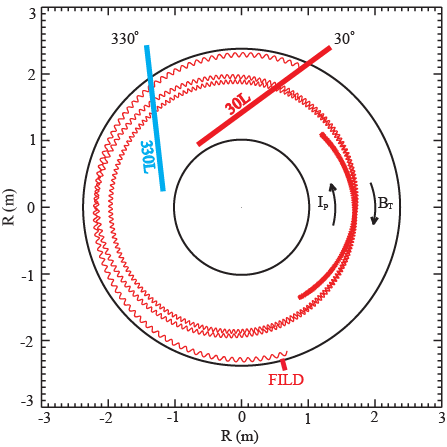 330°
30°
3
2
1
0
-1
-2
-3
R (m)
30L
330L
I_P
B_T
FILD
-3 -2 -1 0 1 2 3
R (m)